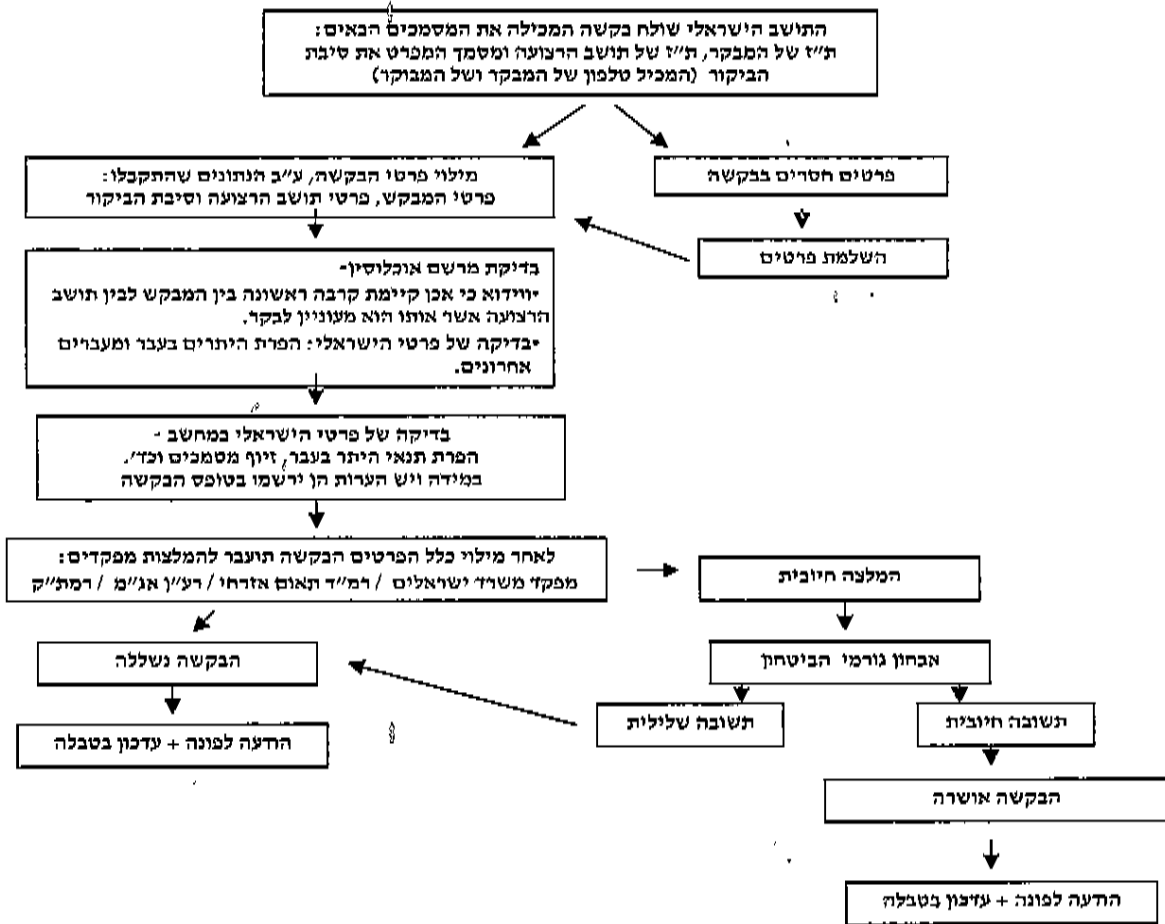 התושב הישראלי שולח בקשה המכילה את המסמכים הבאים:
ת"ז של המבקר, ת"ז של תושב הרצועה ומסמך המפרט את סיבת
הביקור (המכיל טלפון של המבקר ושל המבוקר)
פרטים חסרים בבקשה
השלמת פרטים
מילוי פרטי הבקשה, ע"ב הנתונים שהתקבלו:
פרטי המבקש, פרטי תושב הרצועה וסיבת הביקור
בדיקת מרשם אוכלוסין-
•ווידוא כי אכן קיימת קרבה ראשונה בין המבקש לבין תושב
הרצועה אשר אותו הוא מעוניין לבקר.
•בדיקה של פרטי הישראלי: הפרת היתרים בעבר ומעברים
אחרונים.
בדיקה של פרטי הישראלי במחשב -
הפרת תנאי היתר בעבר, זיוף מסמכים וכד'.
במידה ויש הערות הן ירשמו בטופס הבקשה
לאחר מילוי כלל הפרטים הבקשה תועבר להמלצות מפקדים:
מפקד משרד ישראלים / רמ"ד תאום אזרחי / רע"ן אג"מ / רמת"ק
המלצה חיובית
אבחון גורמי הביטחון
תשובה חיובית
תשובה שלילית
הבקשה נשללה
הודעה לפונה + עדכון בטבלה
הבקשה אושרה
הודעה לפונה + עדכון בטבלה